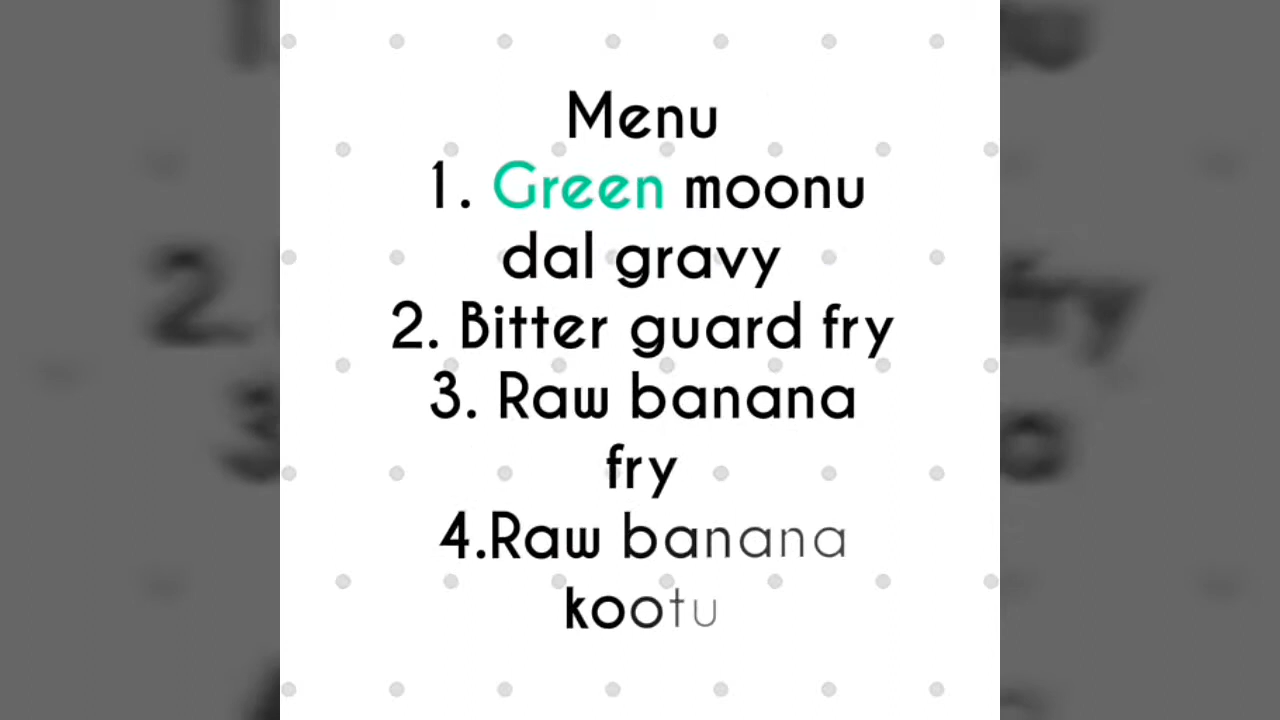 Menu
1. Green moonu
dal gravy
2. Bitter guard fry
3. Raw banana
fry
4.Raw banana
kootu